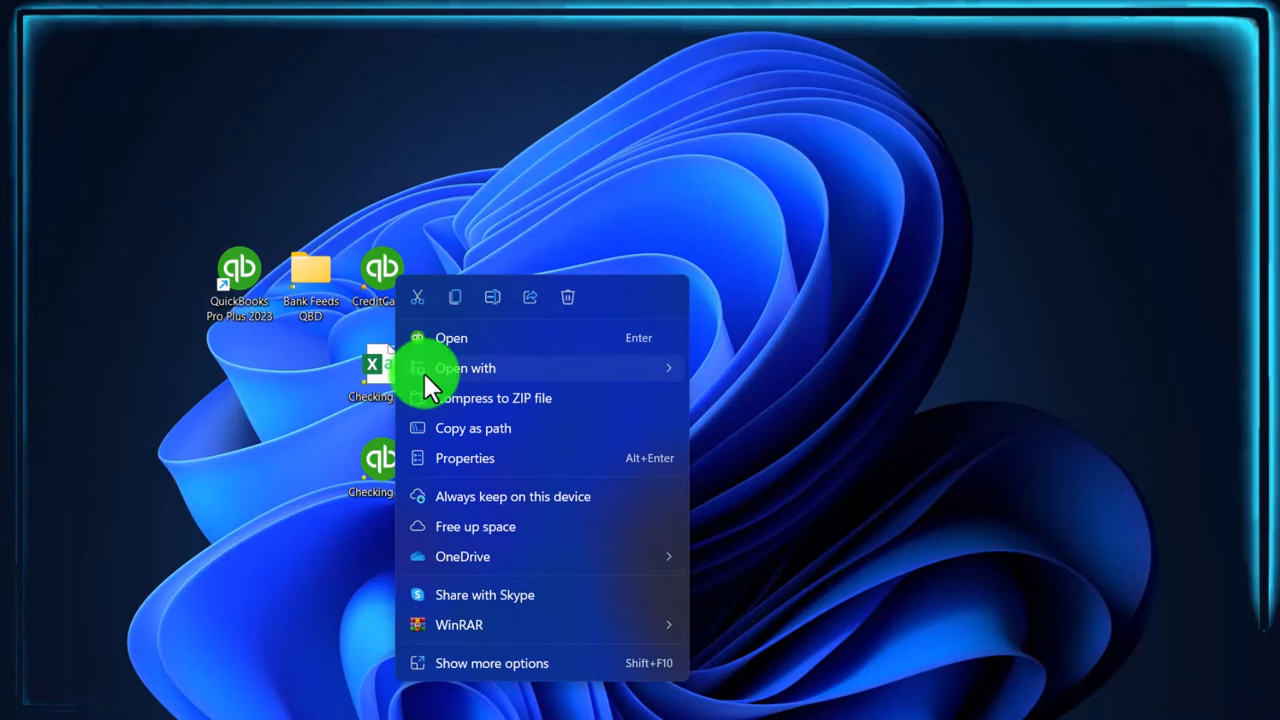 QuickBooks
Pro Plus 2023
Bank Feeds
QBD
CreditCa
Checking
Checking
Open Enter
Open with
ompress to ZIP file
Copy as path
Properties Alt+Enter
Always keep on this device
Free up space
OneDrive
Share with Skype
WinRAR
Show more options Shift+F10